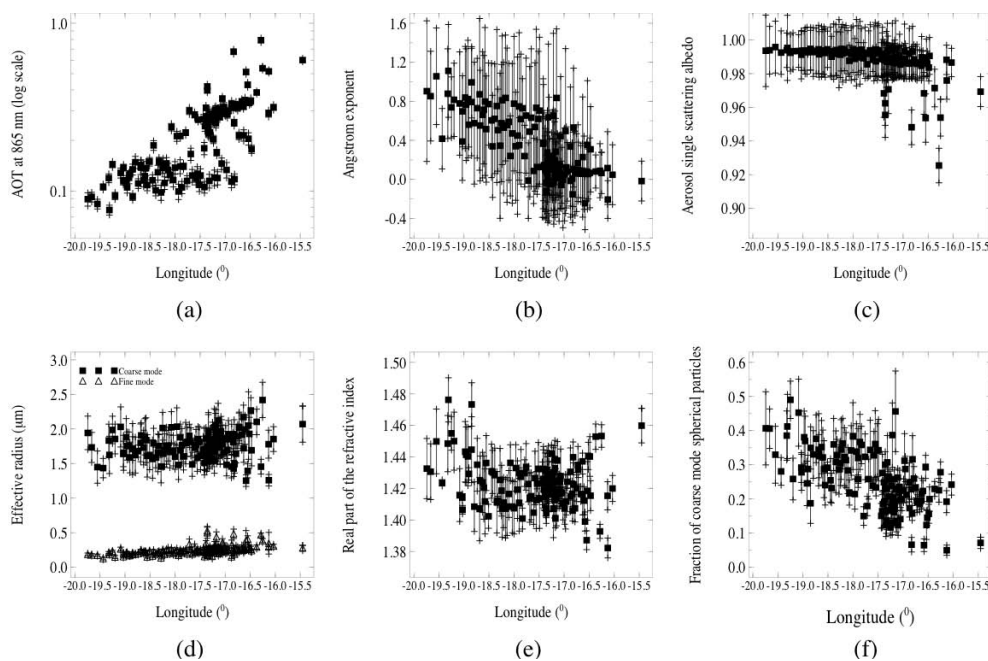 1.0
0.1
AOT at 865 nm (log scale)
-20.0 -19.5 -19.0 -18.5 -18.0 -17.5 -17.0 -16.5 -16.0 -15.5
Longitude (⁰)
(a)
1.6
1.2
0.8
0.4
0.0
-0.4
Angstrom exponent
-20.0 -19.5 -19.0 -18.5 -18.0 -17.5 -17.0 -16.5 -16.0 -15.5
Longitude (⁰)
(b)
1.00
0.98
0.96
0.94
0.92
0.90
Aerosol single scattering albedo
-20.0 -19.5 -19.0 -18.5 -18.0 -17.5 -17.0 -16.5 -16.0 -15.5
Longitude (⁰)
(c)
3.0
2.5
2.0
1.5
1.0
0.5
0.0
Effective radius (μm)
Coarse mode
Fine mode
-20.0 -19.5 -19.0 -18.5 -18.0 -17.5 -17.0 -16.5 -16.0 -15.5
Longitude (⁰)
(d)
1.50
1.48
1.46
1.44
1.42
1.40
1.38
Real part of the refractive index
-20.0 -19.5 -19.0 -18.5 -18.0 -17.5 -17.0 -16.5 -16.0 -15.5
Longitude (⁰)
(e)
0.6
0.5
0.4
0.3
0.2
0.1
0.0
Fraction of coarse mode spherical particles
-20.0 -19.5 -19.0 -18.5 -18.0 -17.5 -17.0 -16.5 -16.0 -15.5
Longitude (⁰)
(f)